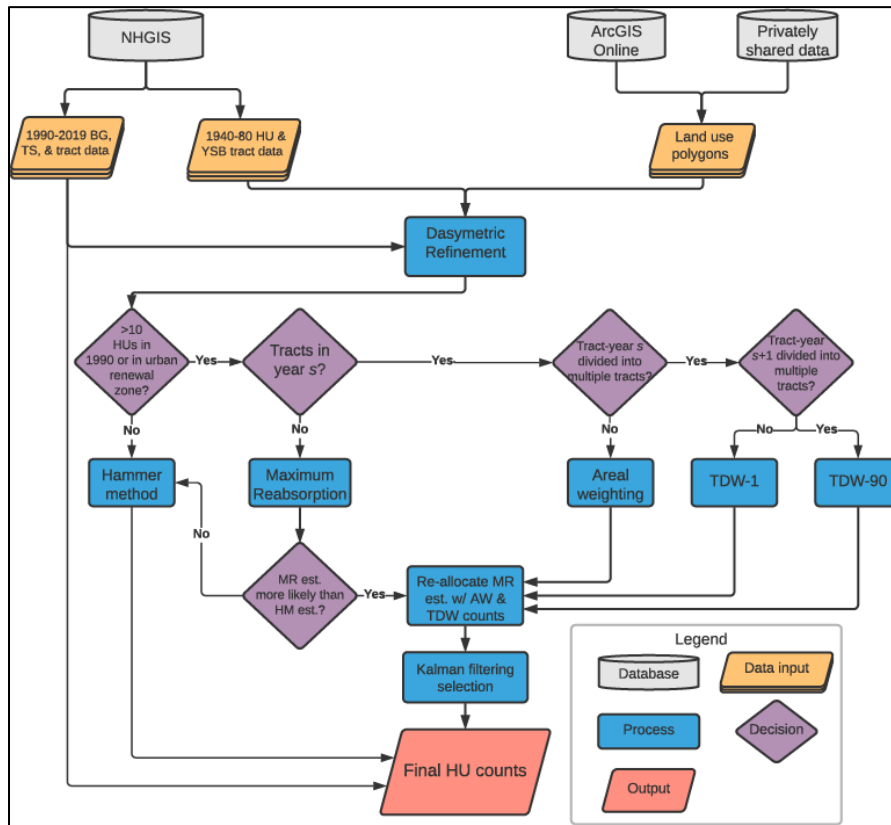 NHGIS
ArcGIS
Online
Privately
shared data
1990-2019 BG,
TS, & tract data
1940-80 HU &
YSB tract data
Land use
polygons
Dasymetric
Refinement
>10
HUs in
1990 or in urban
renewal
zone?
Yes
Tracts in
year s?
Yes
Tract-year s
divided into
multiple tracts?
Yes
Tract-year
s+1 divided into
multiple
tracts?
No
No
No
No
Yes
Hammer
method
Maximum
Reabsorption
Areal
weighting
TDW-1
TDW-90
No
MR est.
more likely than
HM est.?
Yes
Re-allocate MR
est. w/ AW &
TDW counts
Kalman filtering
selection
Final HU counts
Legend
Database
Data input
Process
Decision
Output